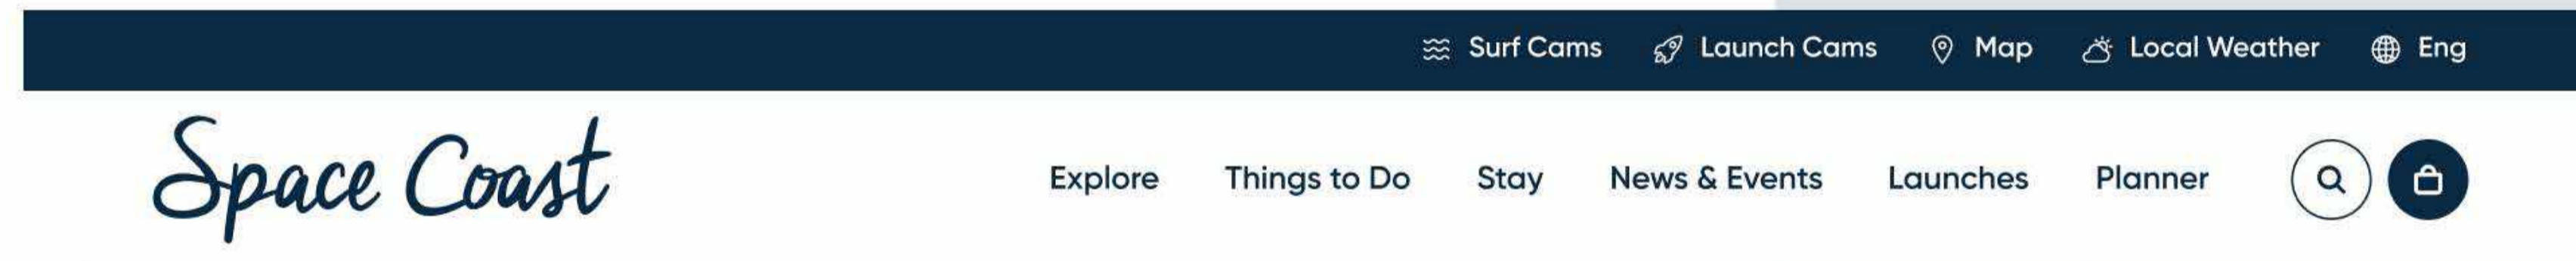 Surf Cams Launch Cams Map Local Weather Eng
Space Coast
Explore Things to Do Stay News & Events Launches Planner